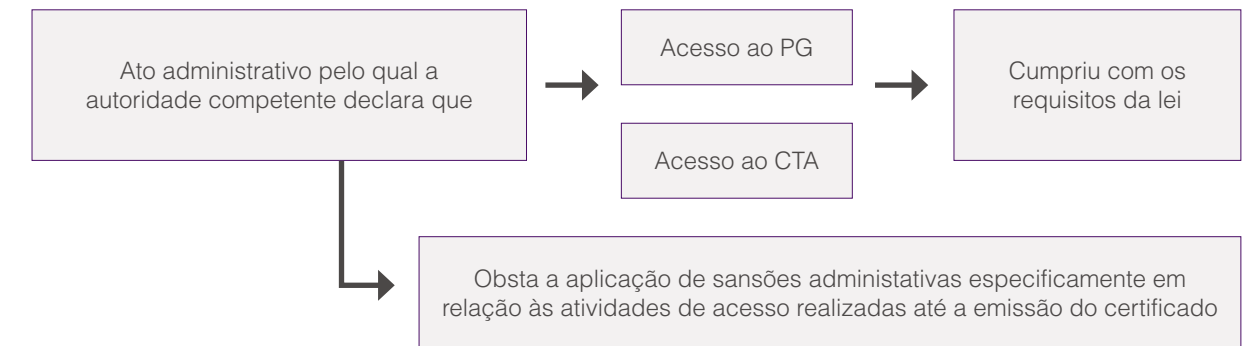 Ato administrativo pelo qual a
autoridade competente declara que
Acesso ao PG
Acesso ao CTA
Cumpriu com os
requisitos da lei
Obsta a aplicação de sansões administativas especificamente em
relação às atividades de acesso realizadas até a emissão do certificado